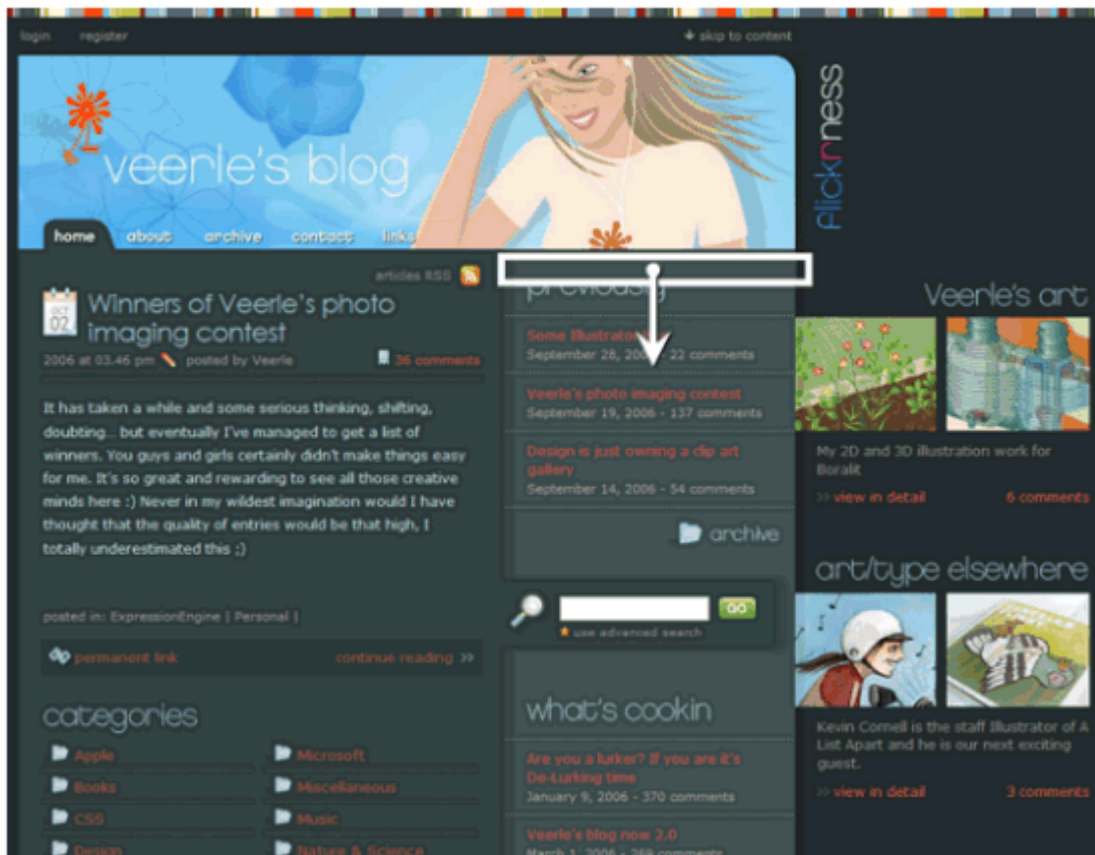 login register
skip to content
veerle's blog
home about archive contact links
flickrness
articles RSS
OCT
02
Winners of Veerle's photo
imaging contest
2006 at 03.46 pm posted by Veerle 36 comments
It has taken a while and some serious thinking, shifting,
doubting... but eventually I've managed to get a list of
winners. You guys and girls certainly didn't make things easy
for me. It's so great and rewarding to see all those creative
minds here :) Never in my wildest imagination would I have
thought that the quality of entries would be that high, I
totally underestimated this ;)
posted in: ExpressionEngine | Personal |
permanent link continue reading >>
categories
Apple Microsoft
Books Miscellaneous
CSS Music
Design Nature & Science
previously
Some Illustrator
September 28, 2006 - 22 comments
Veerle's photo imaging contest
September 19, 2006 - 137 comments
Design is just owning a clip art
gallery
September 14, 2006 - 54 comments
archive
GO
use advanced search
what's cookin
Are you a lurker? If you are it's
De-Lurking time
January 9, 2006 - 370 comments
Veerle's blog now 2.0
March 1, 2006 - 269 comments
Veerle's art
My 2D and 3D illustration work for
Boralit
>> view in detail 6 comments
art/type elsewhere
Kevin Cornell is the staff Illustrator of A
List Apart and he is our next exciting
guest.
>> view in detail 3 comments